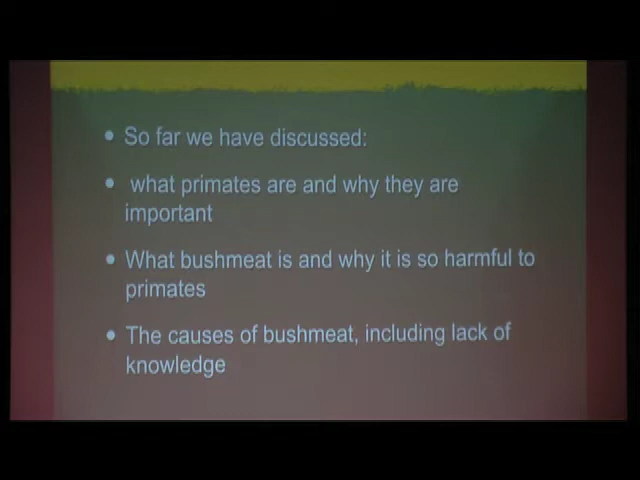 • So far we have discussed:
• what primates are and why they are
important
• What bushmeat is and why it is so harmful to
primates
• The causes of bushmeat, including lack of
knowledge